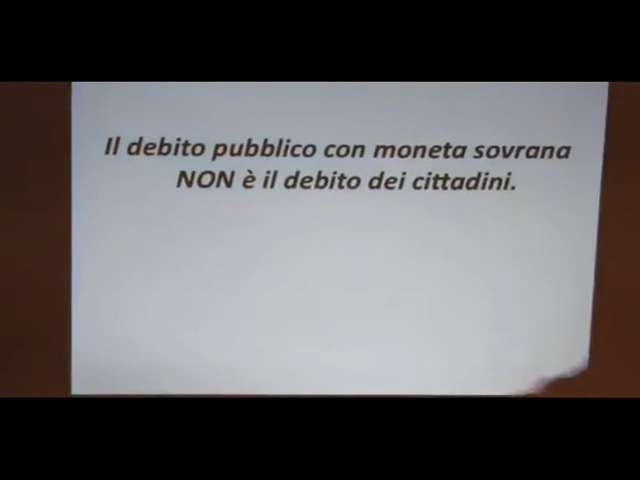 Il debito pubblico con moneta sovrana
NON è il debito dei cittadini.